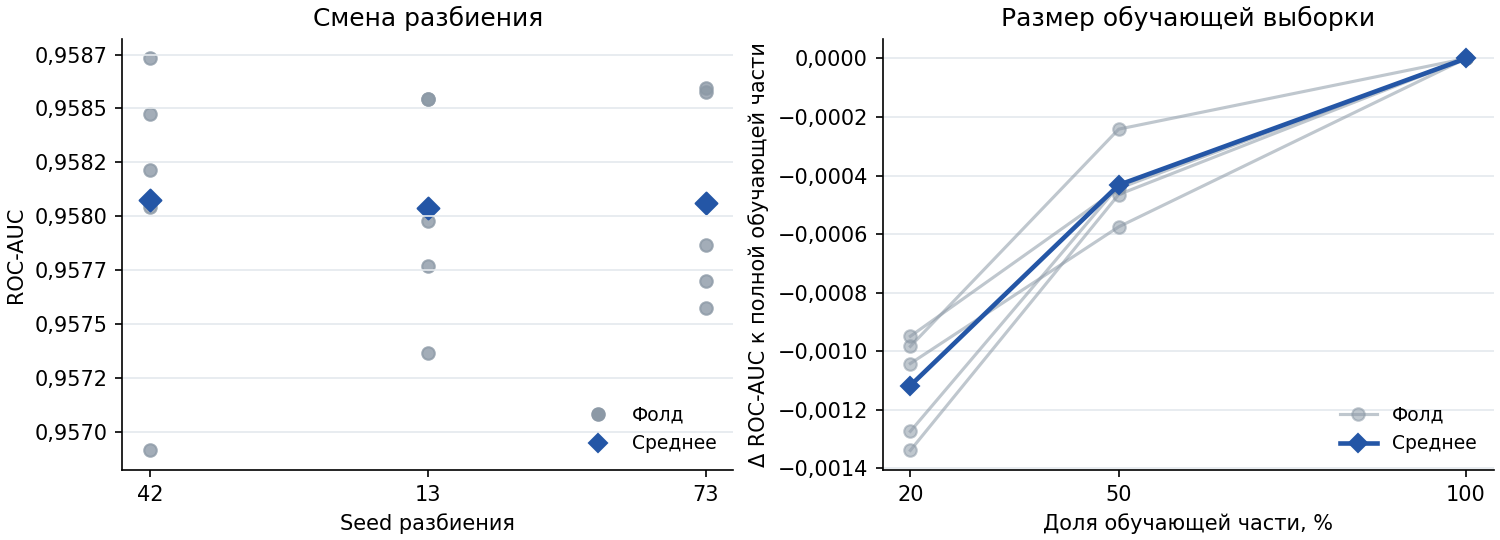 Смена разбиения
ROC-AUC
0,9587
0,9585
0,9582
0,9580
0,9577
0,9575
0,9572
0,9570
42
13
73
Seed разбиения
Фолд
Среднее
Размер обучающей выборки
Δ ROC-AUC к полной обучающей части
0,0000
−0,0002
−0,0004
−0,0006
−0,0008
−0,0010
−0,0012
−0,0014
20
50
100
Доля обучающей части, %
Фолд
Среднее